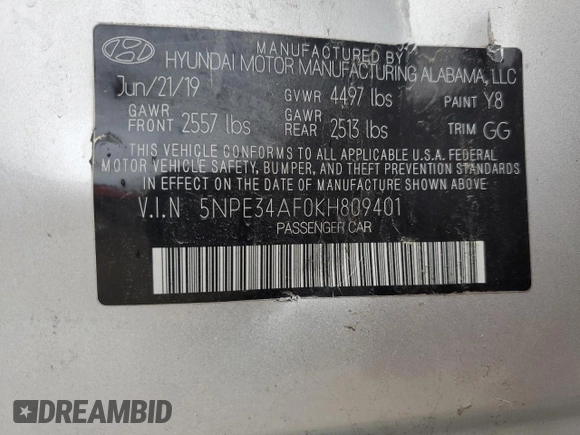 MANUFACTURED BY
HYUNDAI MOTOR MANUFACTURING ALABAMA, LLC
Jun/21/19 GVWR 4497 lbs PAINT Y8
GAWR FRONT 2557 lbs GAWR REAR 2513 lbs TRIM GG
THIS VEHICLE CONFORMS TO ALL APPLICABLE U.S.A. FEDERAL
MOTOR VEHICLE SAFETY, BUMPER, AND THEFT PREVENTION STANDARDS
IN EFFECT ON THE DATE OF MANUFACTURE SHOWN ABOVE.
V.I.N 5NPE34AF0KH809401
PASSENGER CAR
DREAMBID